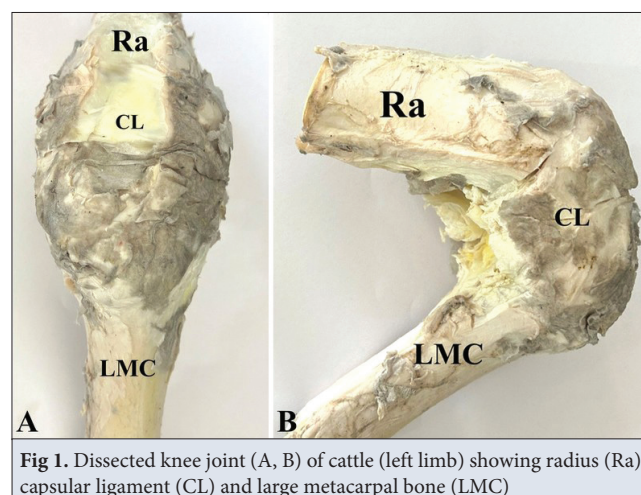 Ra
CL
LMC
A
Ra
CL
LMC
B
Fig 1. Dissected knee joint (A, B) of cattle (left limb) showing radius (Ra)
capsular ligament (CL) and large metacarpal bone (LMC)